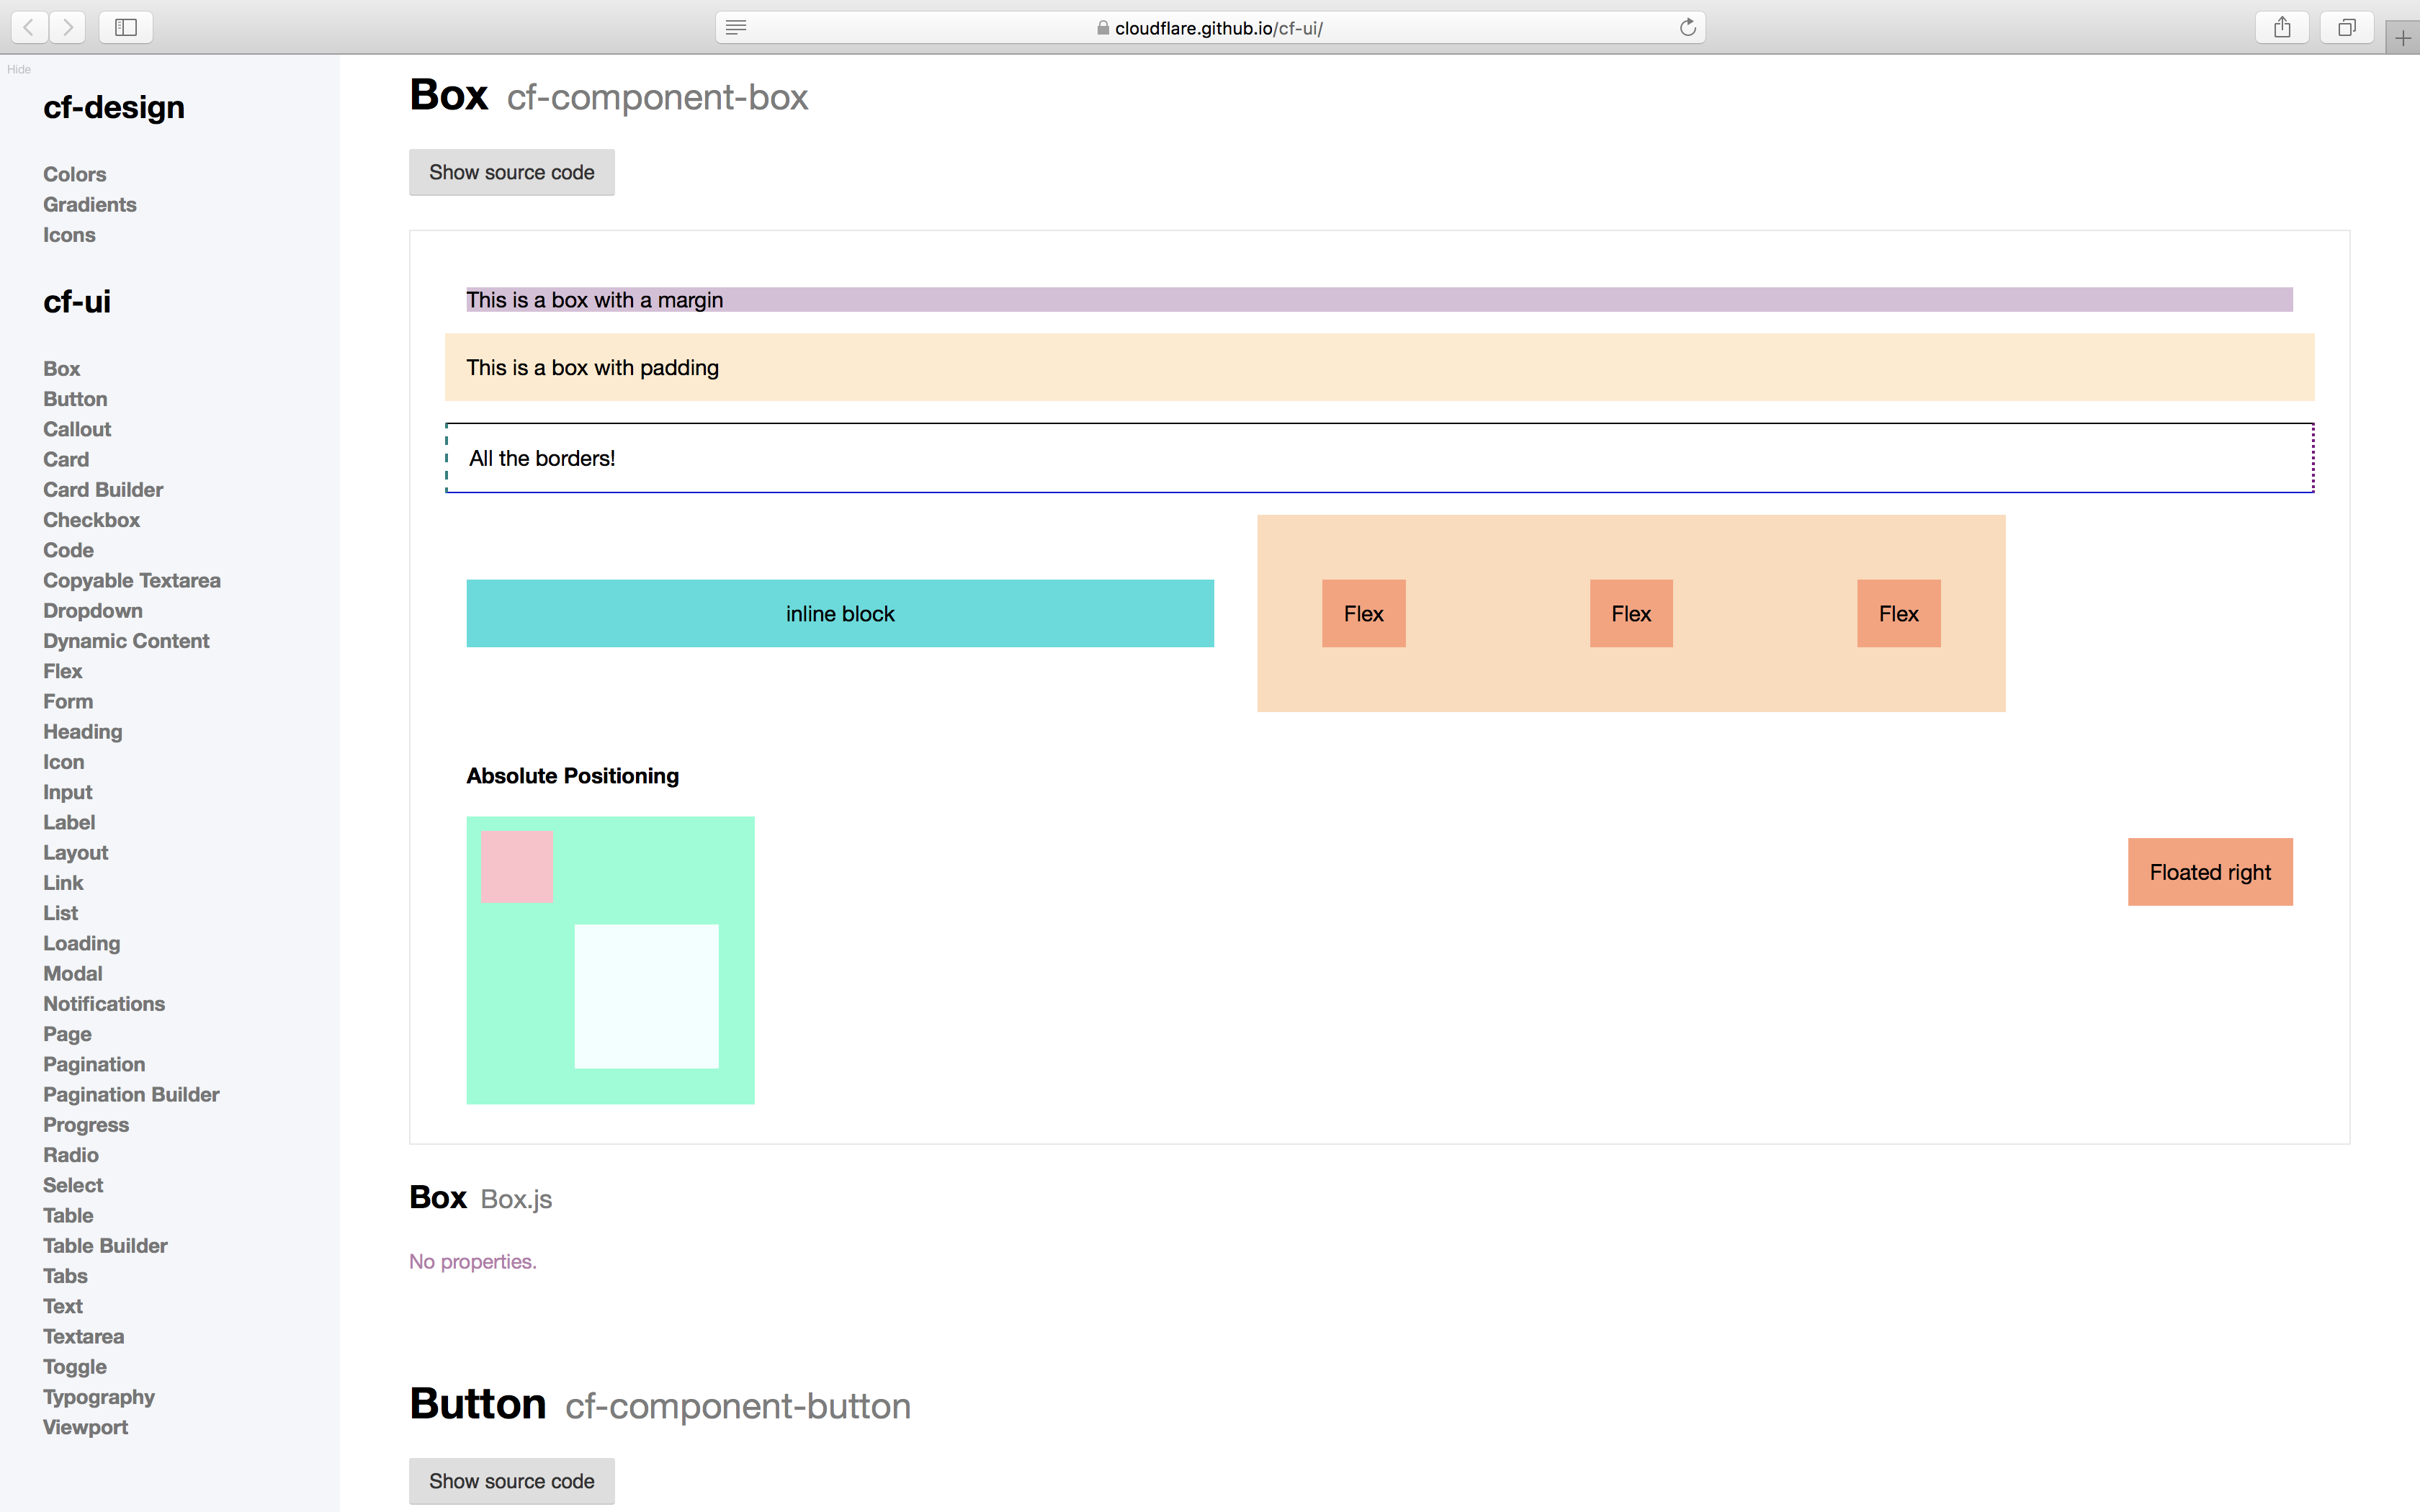 cloudflare.github.io/cf-ui/
Hide
cf-design
Colors
Gradients
Icons
cf-ui
Box
Button
Callout
Card
Card Builder
Checkbox
Code
Copyable Textarea
Dropdown
Dynamic Content
Flex
Form
Heading
Icon
Input
Label
Layout
Link
List
Loading
Modal
Notifications
Page
Pagination
Pagination Builder
Progress
Radio
Select
Table
Table Builder
Tabs
Text
Textarea
Toggle
Typography
Viewport
Box cf-component-box
Show source code
This is a box with a margin
This is a box with padding
All the borders!
inline block
Flex Flex Flex
Absolute Positioning
Floated right
Box Box.js
No properties.
Button cf-component-button
Show source code